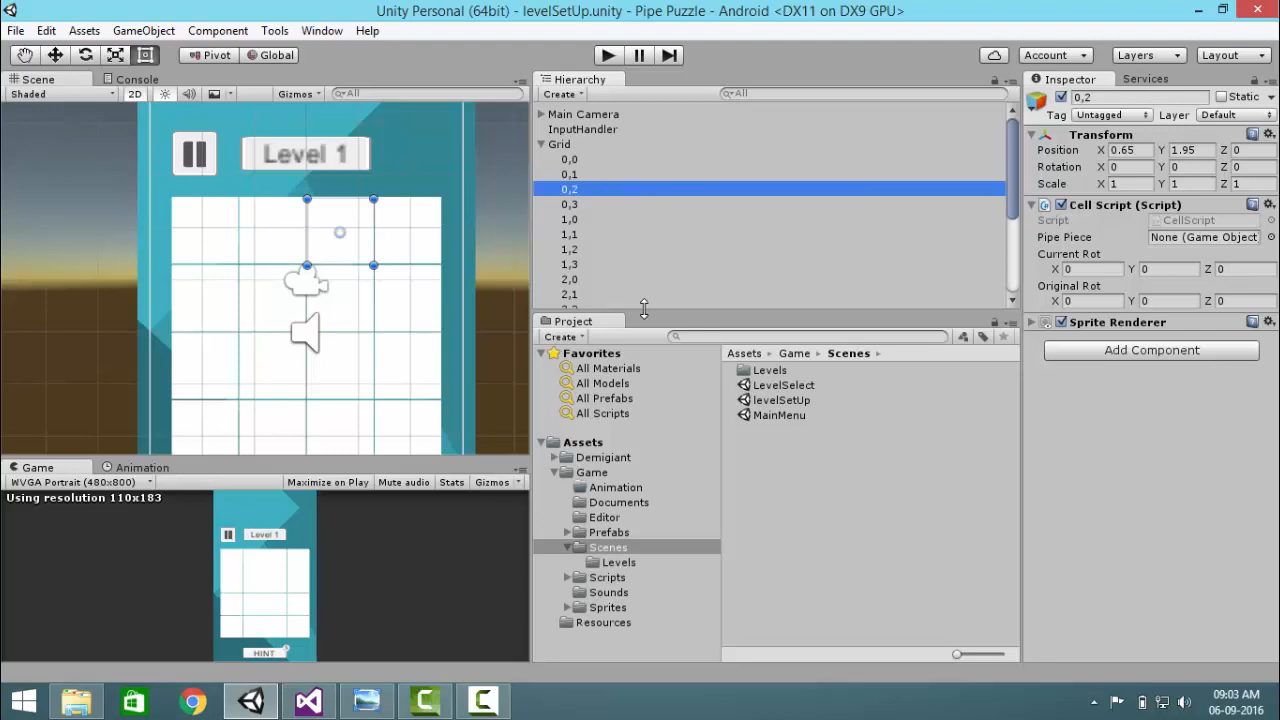 Unity Personal (64bit) - levelSetUp.unity - Pipe Puzzle - Android <DX11 on DX9 GPU>
File Edit Assets GameObject Component Tools Window Help
Pivot Global Account Layers Layout
Scene Console
Shaded 2D Gizmos All
Level 1
Game Animation
WVGA Portrait (480x800) Maximize on Play Mute audio Stats Gizmos
Using resolution 110x183
Level 1
HINT
Hierarchy
Create All
Main Camera
InputHandler
Grid
0,0
0,1
0,2
0,3
1,0
1,1
1,2
1,3
2,0
2,1
Project
Create
Favorites
All Materials
All Models
All Prefabs
All Scripts
Assets
Demigiant
Game
Animation
Documents
Editor
Prefabs
Scenes
Levels
Scripts
Sounds
Sprites
Resources
Assets Game Scenes
Levels
LevelSelect
levelSetUp
MainMenu
Inspector Services
0,2 Static
Tag Untagged Layer Default
Transform
Position X 0.65 Y 1.95 Z 0
Rotation X 0 Y 0 Z 0
Scale X 1 Y 1 Z 1
Cell Script (Script)
Script CellScript
Pipe Piece None (Game Object
Current Rot
X 0 Y 0 Z 0
Original Rot
X 0 Y 0 Z 0
Sprite Renderer
Add Component
09:03 AM
06-09-2016